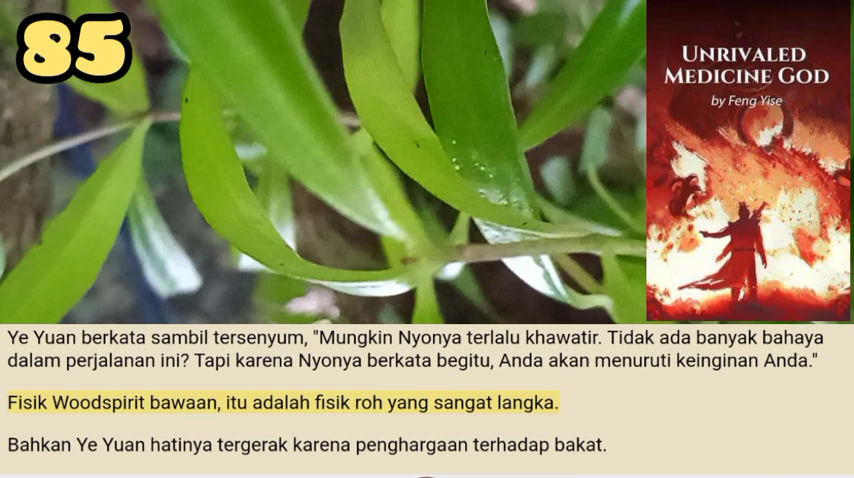 85
UNRIVALED
MEDICINE GOD
by Feng Yise
Ye Yuan berkata sambil tersenyum, "Mungkin Nyonya terlalu khawatir. Tidak ada banyak bahaya
dalam perjalanan ini? Tapi karena Nyonya berkata begitu, Anda akan menuruti keinginan Anda."
Fisik Woodspirit bawaan, itu adalah fisik roh yang sangat langka.
Bahkan Ye Yuan hatinya tergerak karena penghargaan terhadap bakat.